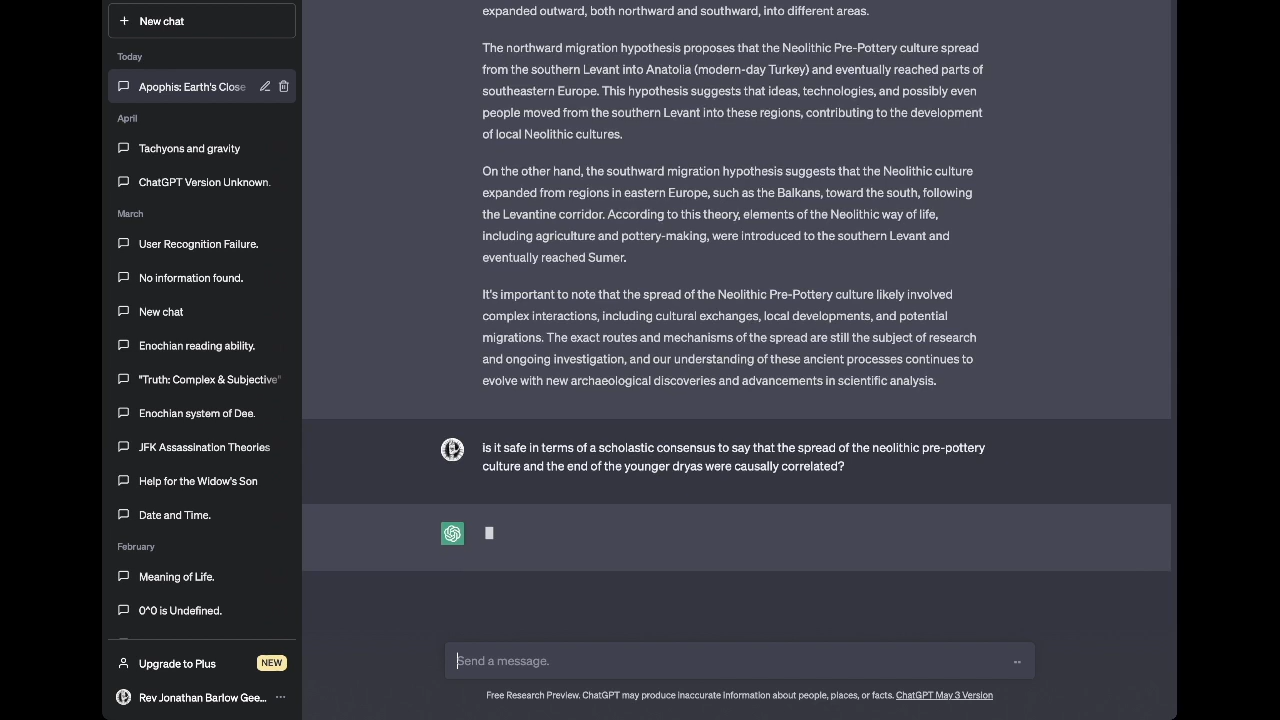 New chat
Today
Apophis: Earth's Close
April
Tachyons and gravity
ChatGPT Version Unknown.
March
User Recognition Failure.
No information found.
New chat
Enochian reading ability.
"Truth: Complex & Subjective"
Enochian system of Dee.
JFK Assassination Theories
Help for the Widow's Son
Date and Time.
February
Meaning of Life.
0^0 is Undefined.
Upgrade to Plus
NEW
Rev Jonathan Barlow Gee...
expanded outward, both northward and southward, into different areas.
The northward migration hypothesis proposes that the Neolithic Pre-Pottery culture spread
from the southern Levant into Anatolia (modern-day Turkey) and eventually reached parts of
southeastern Europe. This hypothesis suggests that ideas, technologies, and possibly even
people moved from the southern Levant into these regions, contributing to the development
of local Neolithic cultures.
On the other hand, the southward migration hypothesis suggests that the Neolithic culture
expanded from regions in eastern Europe, such as the Balkans, toward the south, following
the Levantine corridor. According to this theory, elements of the Neolithic way of life,
including agriculture and pottery-making, were introduced to the southern Levant and
eventually reached Sumer.
It's important to note that the spread of the Neolithic Pre-Pottery culture likely involved
complex interactions, including cultural exchanges, local developments, and potential
migrations. The exact routes and mechanisms of the spread are still the subject of research
and ongoing investigation, and our understanding of these ancient processes continues to
evolve with new archaeological discoveries and advancements in scientific analysis.
is it safe in terms of a scholastic consensus to say that the spread of the neolithic pre-pottery
culture and the end of the younger dryas were causally correlated?
Send a message.
Free Research Preview. ChatGPT may produce inaccurate information about people, places, or facts. ChatGPT May 3 Version